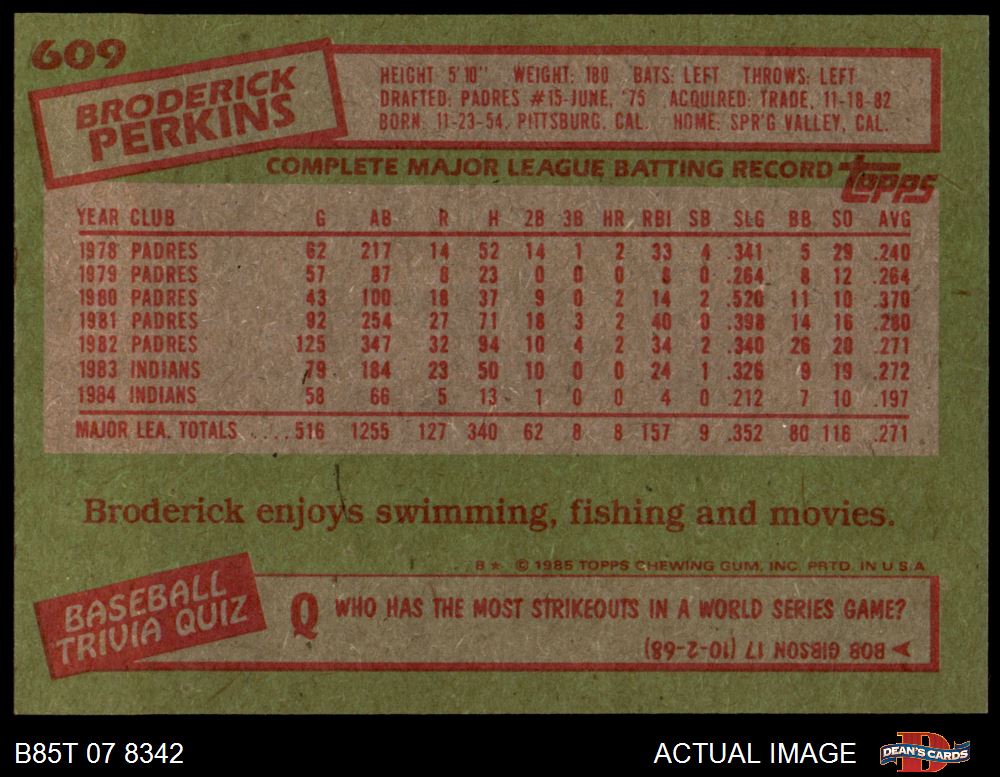 609
BRODERICK
PERKINS
HEIGHT: 5'10" WEIGHT: 180 BATS: LEFT THROWS: LEFT
DRAFTED: PADRES #15-JUNE, '75 ACQUIRED: TRADE, 11-18-82
BORN: 11-23-54, PITTSBURG, CAL. HOME: SPR'G VALLEY, CAL.
COMPLETE MAJOR LEAGUE BATTING RECORD
topps
YEAR CLUB G AB R H 2B 3B HR RBI SB SLG BB SO AVG
1978 PADRES 62 217 14 52 14 1 2 33 4 .341 5 29 .240
1979 PADRES 57 87 8 23 0 0 0 8 0 .264 8 12 .264
1980 PADRES 43 100 18 37 9 0 2 14 2 .520 11 10 .370
1981 PADRES 92 254 27 71 18 3 2 40 0 .398 14 16 .280
1982 PADRES 125 347 32 94 10 4 2 34 2 .340 26 20 .271
1983 INDIANS 79 184 23 50 10 0 0 24 1 .326 9 19 .272
1984 INDIANS 58 66 5 13 1 0 0 4 0 .212 7 10 .197
MAJOR LEA. TOTALS .... 516 1255 127 340 62 8 8 157 9 .352 80 116 .271
Broderick enjoys swimming, fishing and movies.
B* © 1985 TOPPS CHEWING GUM, INC. PRTD. IN U S A
BASEBALL
TRIVIA QUIZ
Q WHO HAS THE MOST STRIKEOUTS IN A WORLD SERIES GAME?
BOB GIBSON 17 (10-2-68)
B85T 07 8342
ACTUAL IMAGE
D
DEAN'S CARDS